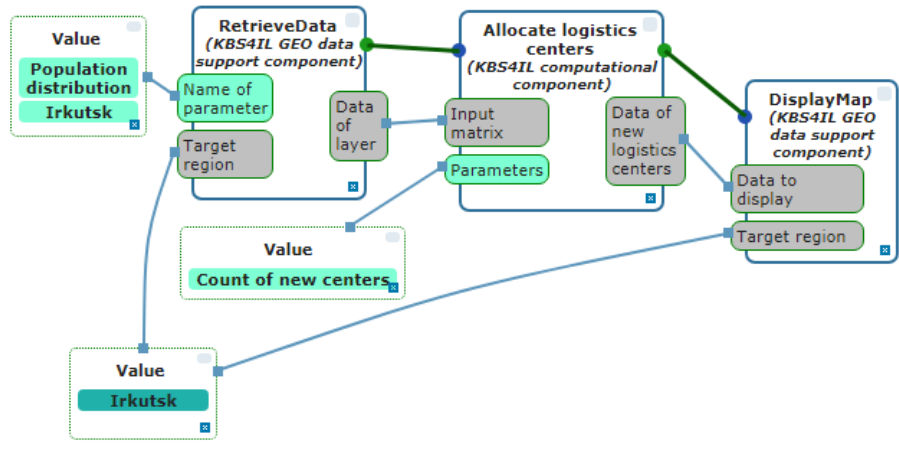 Value
Population
distribution
Irkutsk
RetrieveData
(KBS4IL GEO data
support component)
Name of
parameter
Target
region
Data
of
layer
Allocate logistics
centers
(KBS4IL computational
component)
Input
matrix
Parameters
Data of
new
logistics
centers
DisplayMap
(KBS4IL GEO
data support
component)
Data to
display
Target region
Value
Count of new centers
Value
Irkutsk